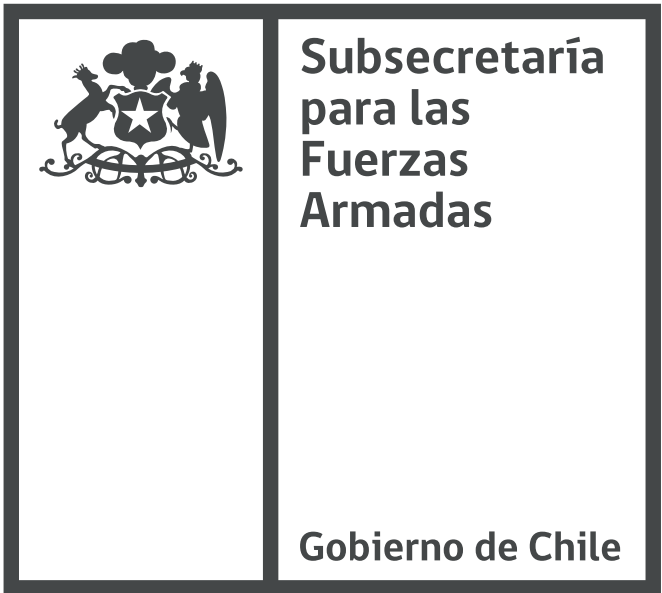 Subsecretaría
para las
Fuerzas
Armadas
Gobierno de Chile